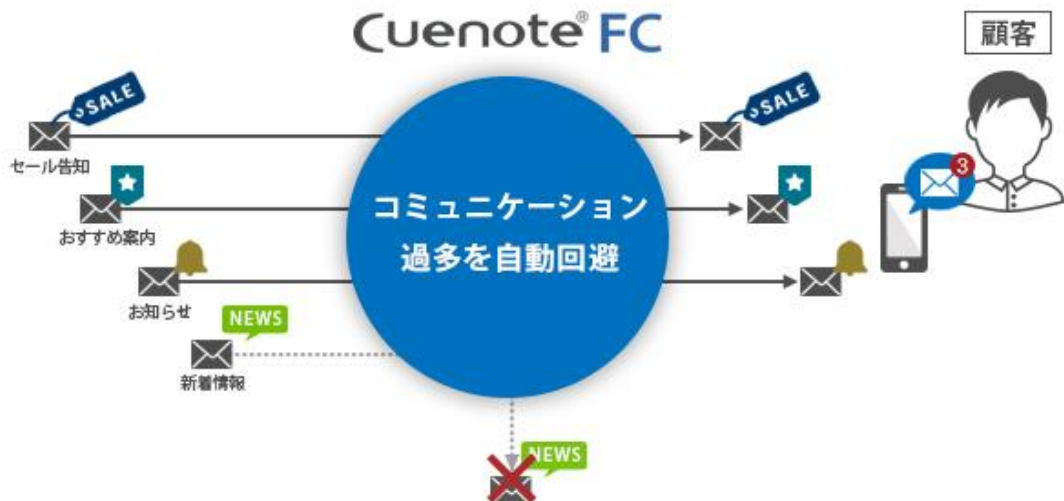 Cuenote® FC
顧客
SALE
セール告知
SALE
おすすめ案内
3
コミュニケーション
過多を自動回避
お知らせ
NEWS
新着情報
NEWS